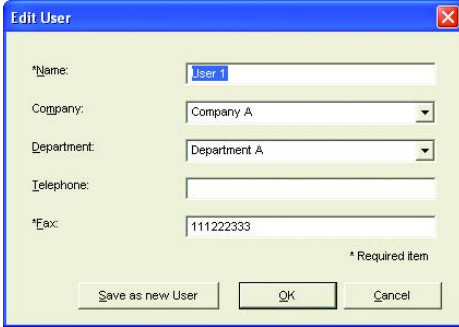 Edit User
*Name: User 1
Company: Company A
Department: Department A
Telephone:
*Fax: 111222333
* Required item
Save as new User OK Cancel